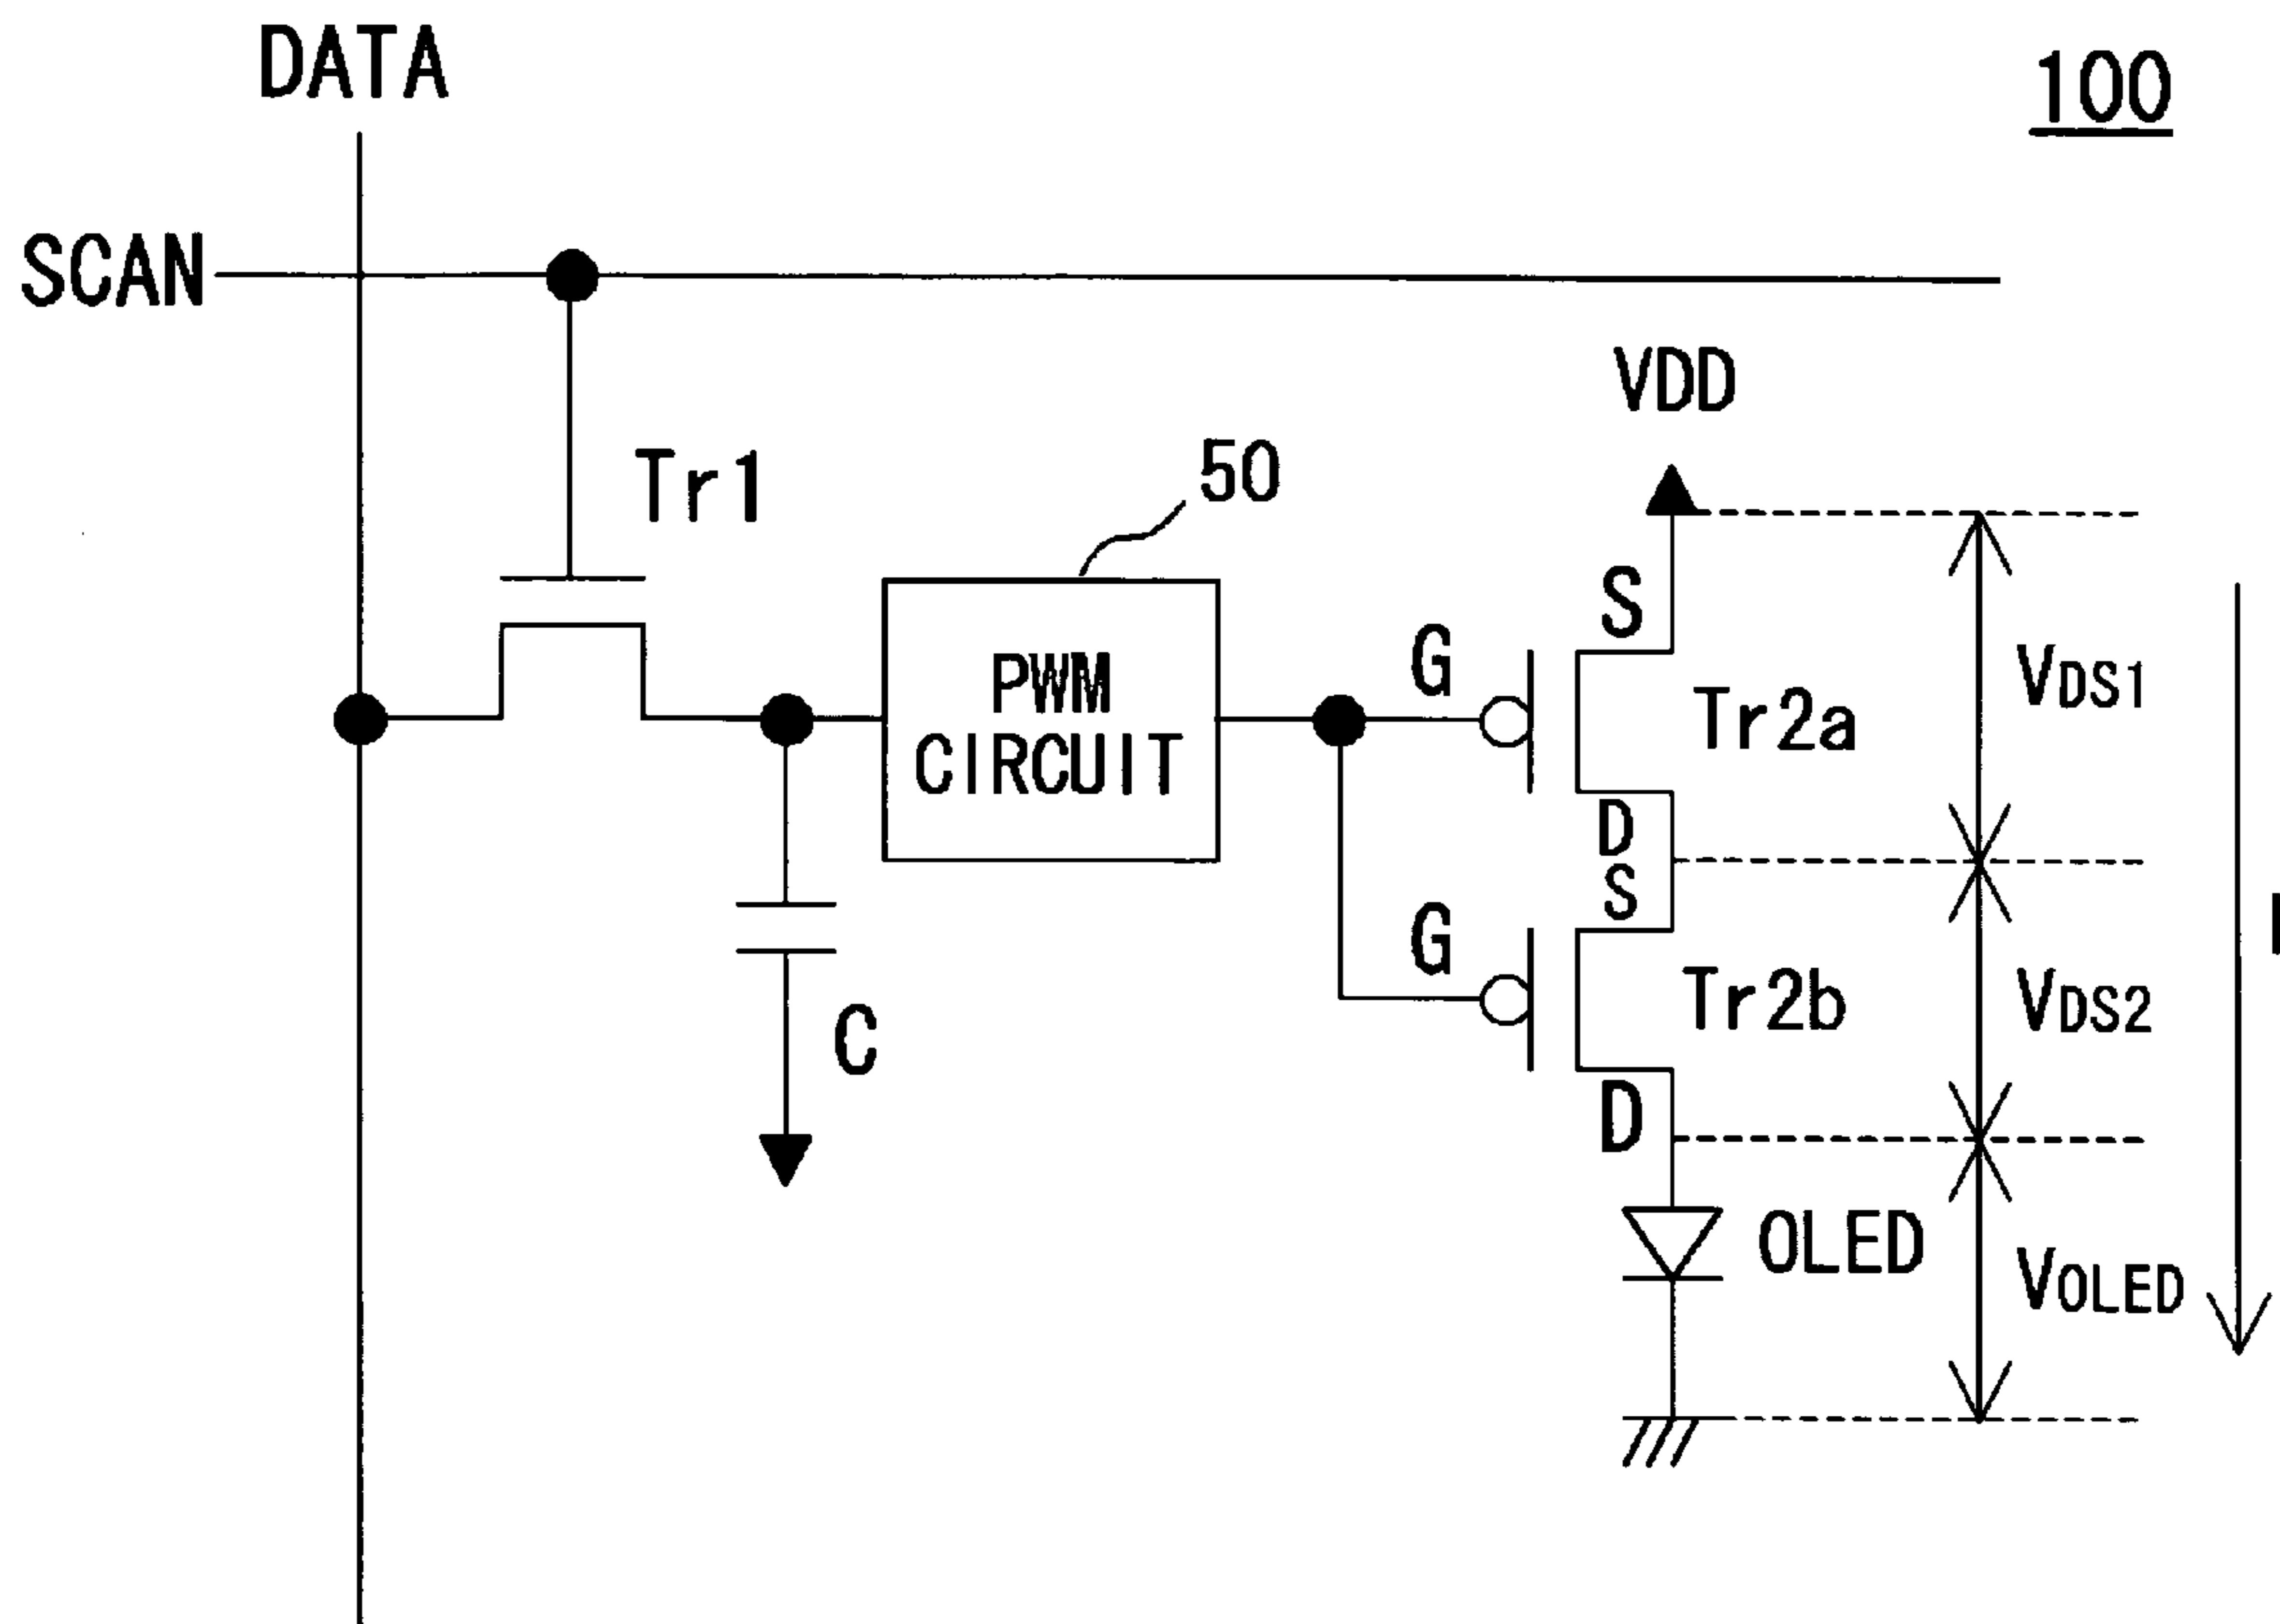 DATA
100
SCAN
VDD
Tr1
50
S
G
PWM
CIRCUIT
Tr2a
VDS1
D
S
G
Tr2b
VDS2
C
D
OLED
VOLED